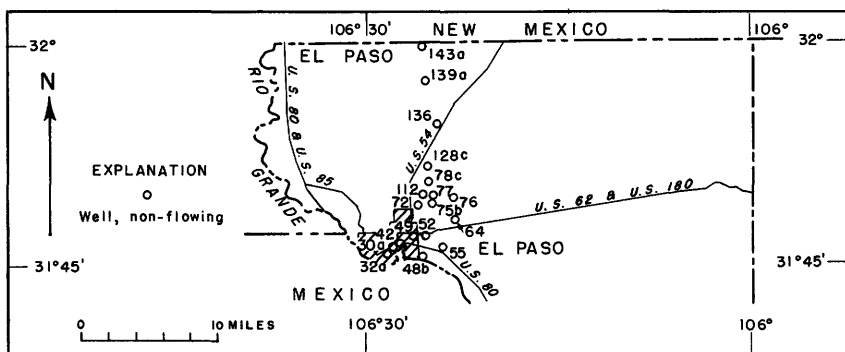 106°30' NEW MEXICO 106°
32° 32°
143a
EL PASO
139a
RIO
U.S. 80 & U.S. 85
136
U.S. 54
N
EXPLANATION
Well, non-flowing
128c
78c
112
77
76
72
75b
GRANDE
U.S. 62 & U.S. 180
49
52
64
42
30a
EL PASO
55
31°45' 31°45'
32a
48b
U.S. 80
MEXICO
0 10 MILES
106°30' 106°